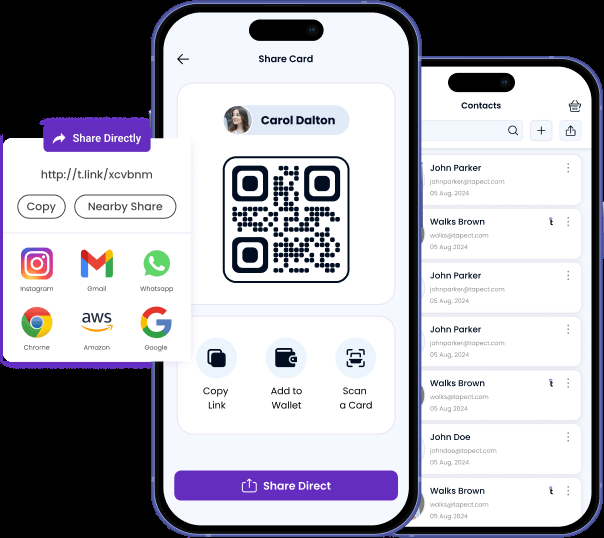 Share Directly
http://t.link/xcvbnm
Copy
Nearby Share
Instagram
Gmail
Whatsapp
Chrome
aws
Amazon
Google
Share Card
Carol Dalton
Copy
Link
Add to
Wallet
Scan
a Card
Share Direct
Contacts
John Parker
johnparker@tapect.com
05 Aug 2024
Walks Brown
walks@tapect.com
05 Aug 2024
John Parker
johnparker@tapect.com
05 Aug, 2024
John Parker
johnparker@tapect.com
05 Aug, 2024
Walks Brown
walks@tapect.com
05 Aug 2024
John Doe
johndoe@tapect.com
05 Aug, 2024
Walks Brown
walks@tapect.com
05 Aug 2024